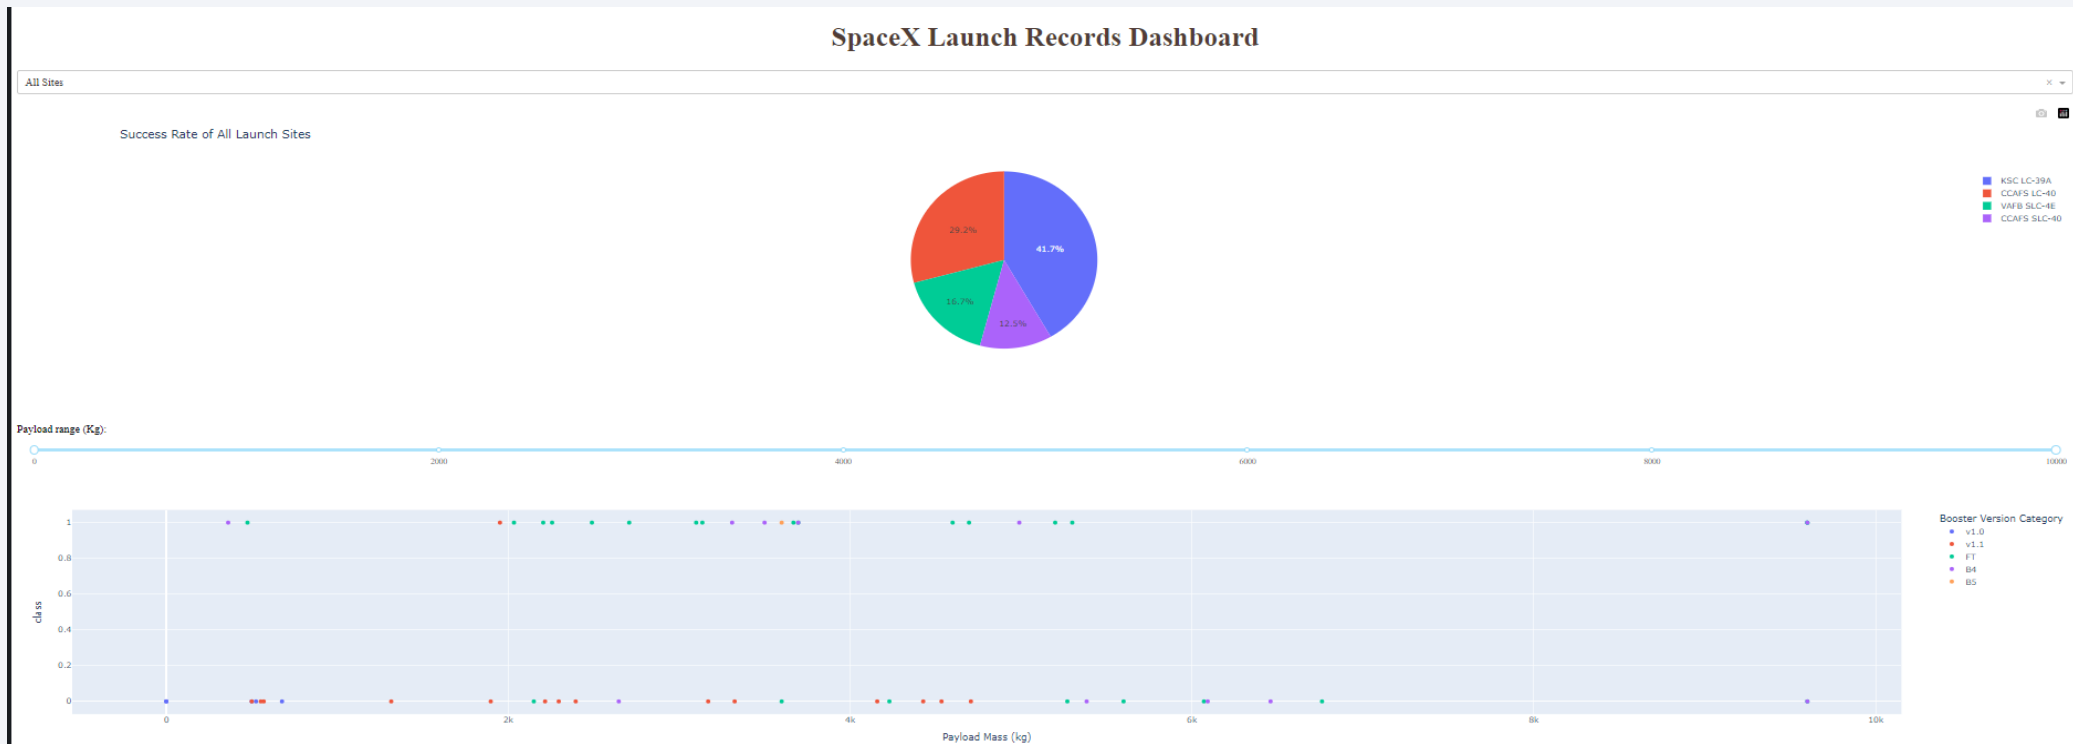 SpaceX Launch Records Dashboard
All Sites
Success Rate of All Launch Sites
KSC LC-39A
CCAFS LC-40
VAFB SLC-4E
CCAFS SLC-40
29.2%
41.7%
16.7%
12.5%
Payload range (Kg):
0 2000 4000 6000 8000 10000
Booster Version Category
v1.0
v1.1
FT
B4
B5
class
1
0.8
0.6
0.4
0.2
0
0 2k 4k 6k 8k 10k
Payload Mass (kg)